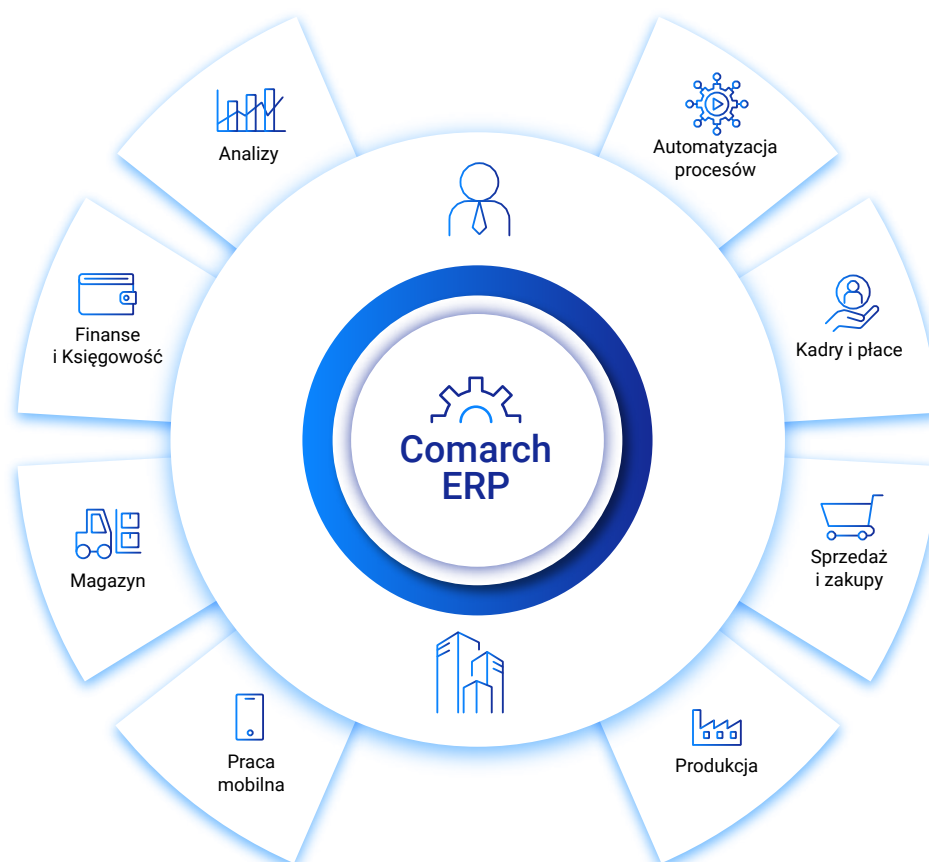 Analizy
Automatyzacja
procesów
Finanse
i Księgowość
Kadry i płace
Comarch
ERP
Magazyn
Sprzedaż
i zakupy
Praca
mobilna
Produkcja